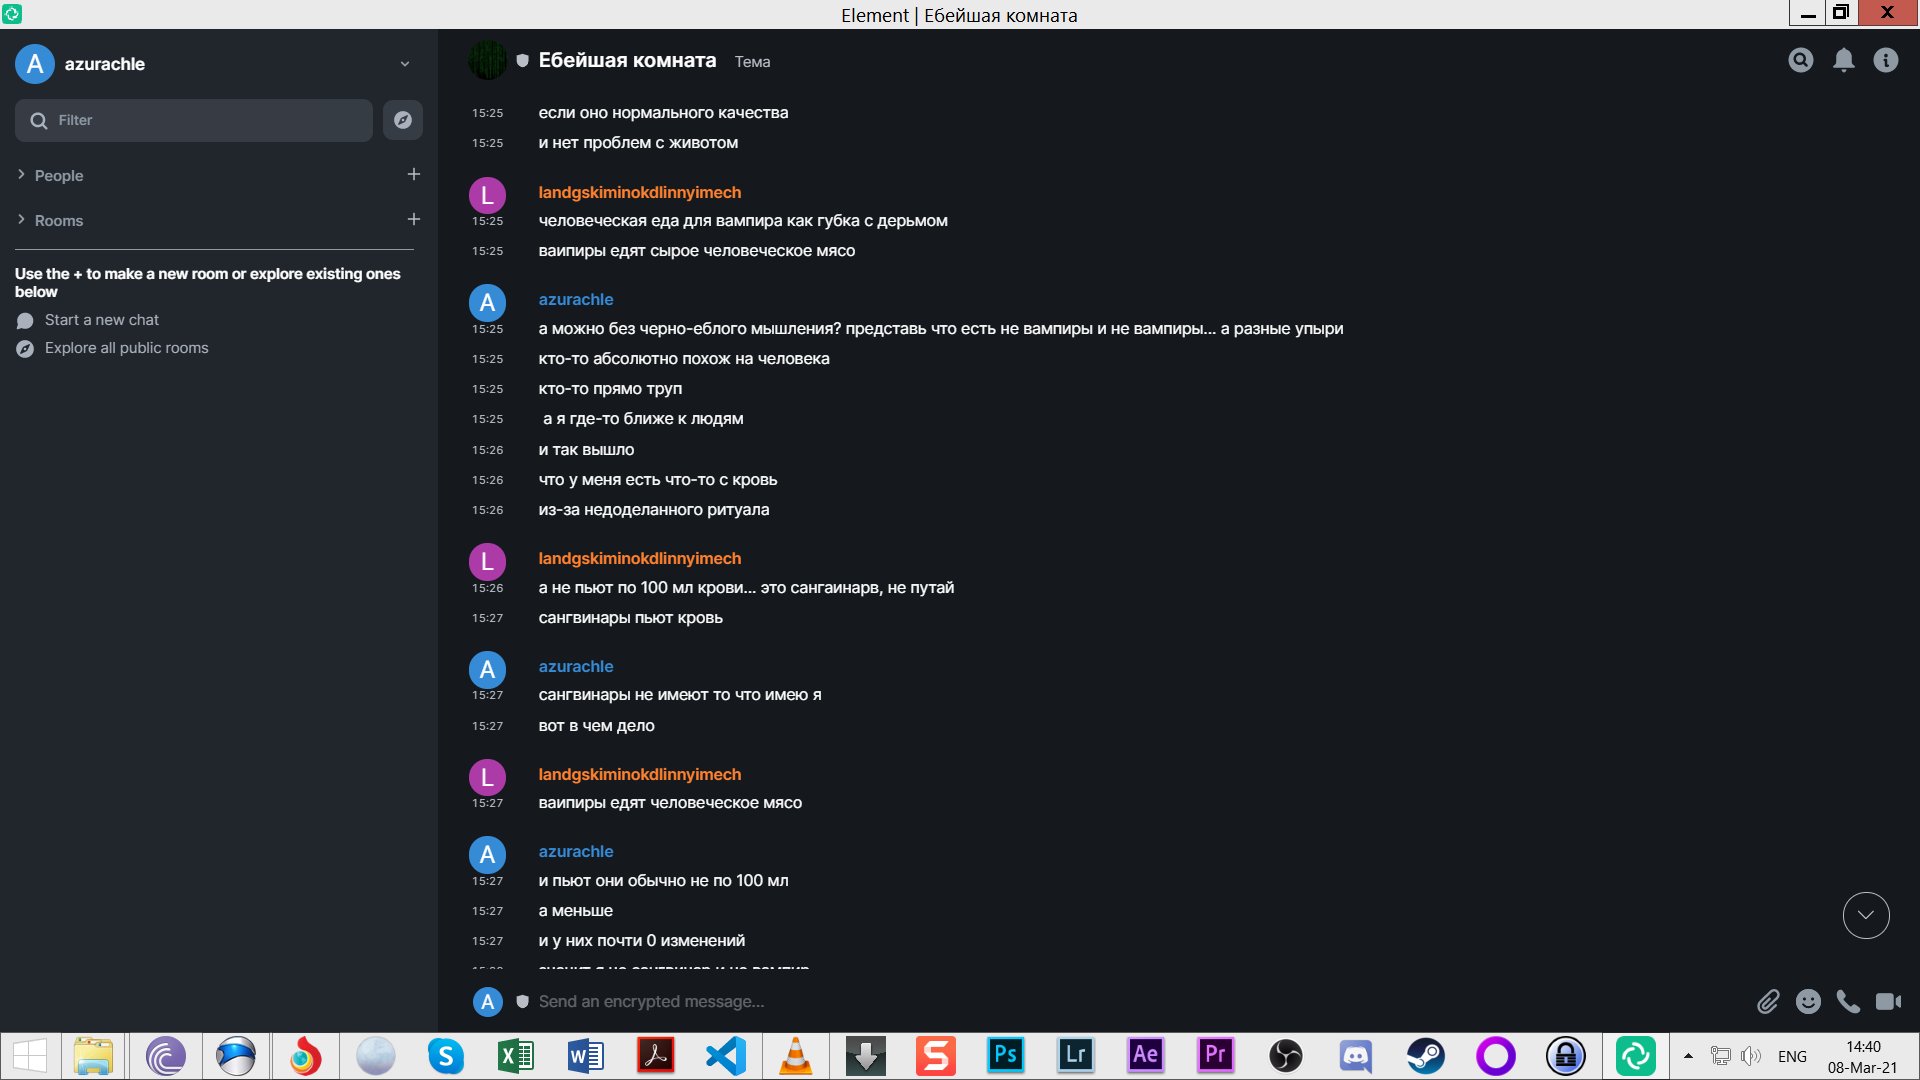 Element | Ебейшая комната
A azurachle
Filter
People
Rooms
Use the + to make a new room or explore existing ones
below
Start a new chat
Explore all public rooms
Ебейшая комната Тема
15:25 если оно нормального качества
15:25 и нет проблем с животом
L landgskiminokdlinnyimech
15:25 человеческая еда для вампира как губка с дерьмом
15:25 ваипиры едят сырое человеческое мясо
A azurachle
15:25 а можно без черно-еблого мышления? представь что есть не вампиры и не вампиры... а разные упыри
15:25 кто-то абсолютно похож на человека
15:25 кто-то прямо труп
15:25 а я где-то ближе к людям
15:26 и так вышло
15:26 что у меня есть что-то с кровь
15:26 из-за недоделанного ритуала
L landgskiminokdlinnyimech
15:26 а не пьют по 100 мл крови... это сангаинарв, не путай
15:27 сангвинары пьют кровь
A azurachle
15:27 сангвинары не имеют то что имею я
15:27 вот в чем дело
L landgskiminokdlinnyimech
15:27 ваипиры едят человеческое мясо
A azurachle
15:27 и пьют они обычно не по 100 мл
15:27 а меньше
15:27 и у них почти 0 изменений
A Send an encrypted message...
Ps Lr Ae Pr
ENG
14:40
08-Mar-21